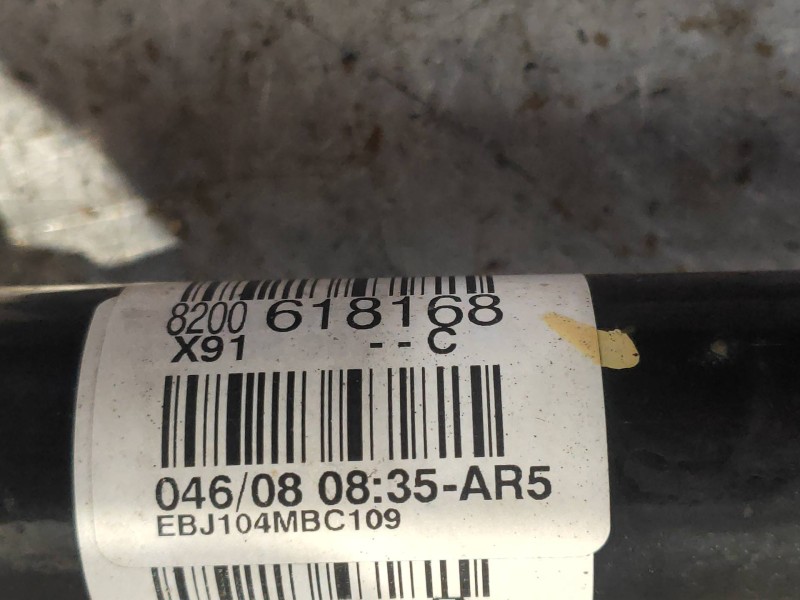 8200 618168
X91 --C
046/08 08:35-AR5
EBJ104MBC109